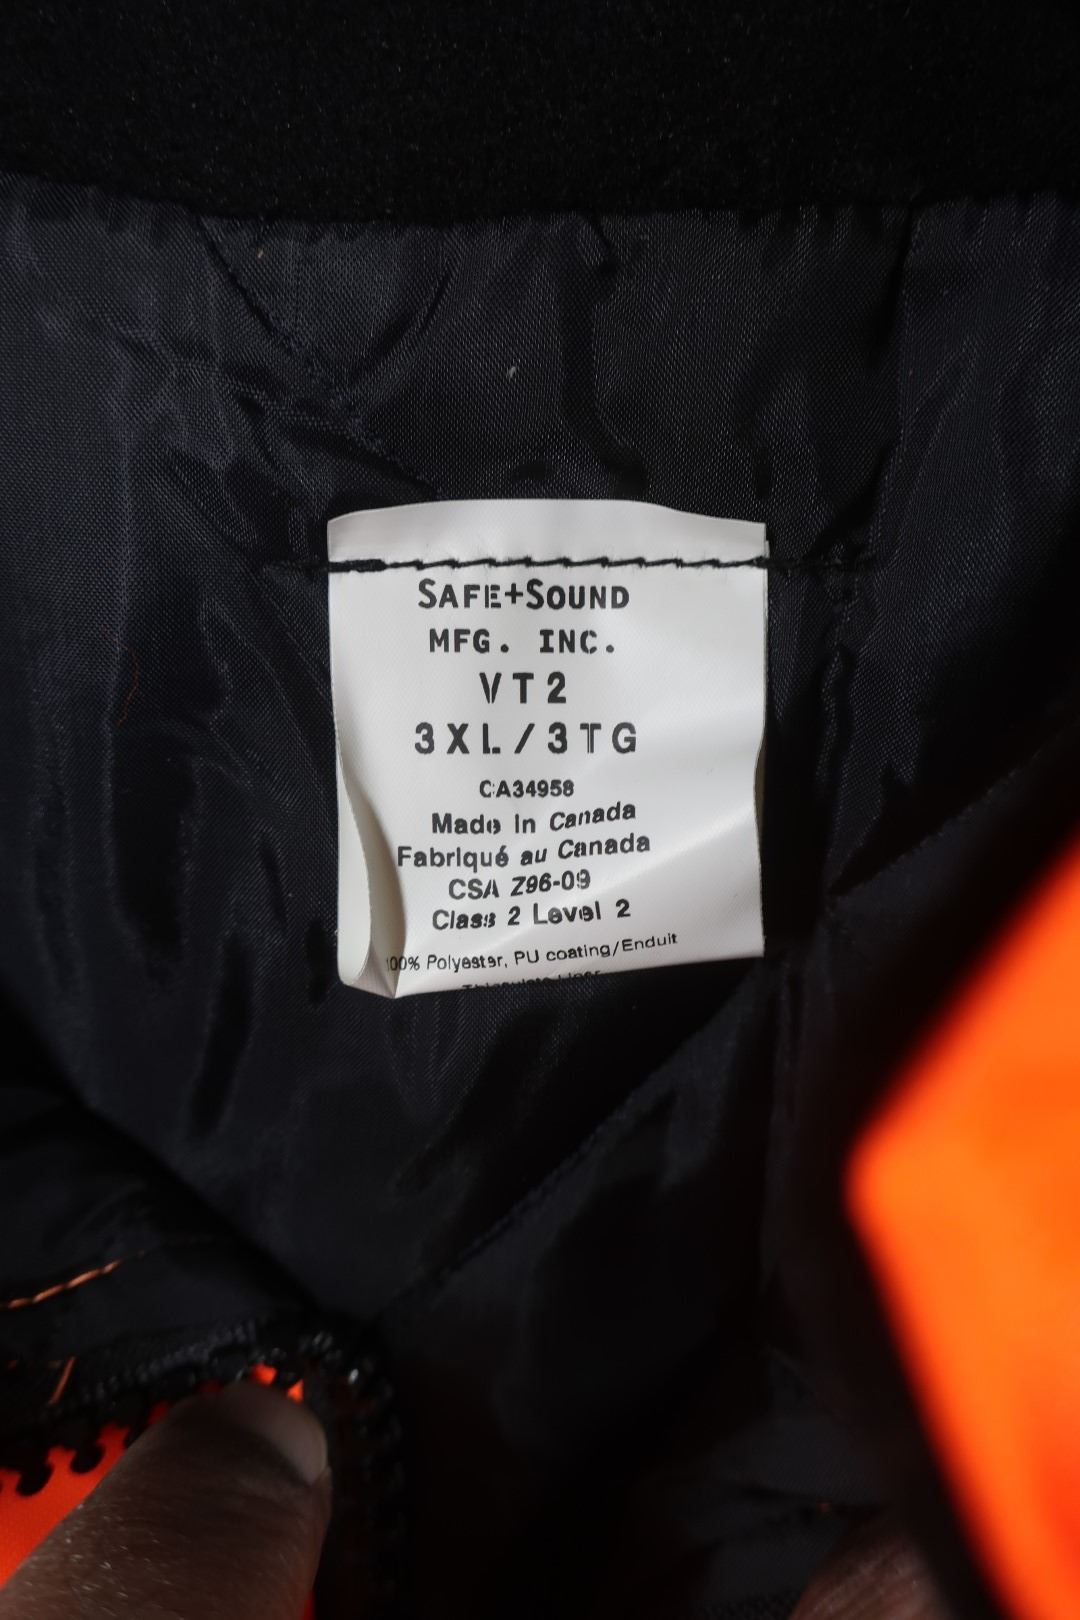 SAFE+SOUND
MFG. INC.
VT2
3XL/3TG
CA34958
Made in Canada
Fabriqué au Canada
CSA Z96-09
Class 2 Level 2
100% Polyester, PU coating/Enduit